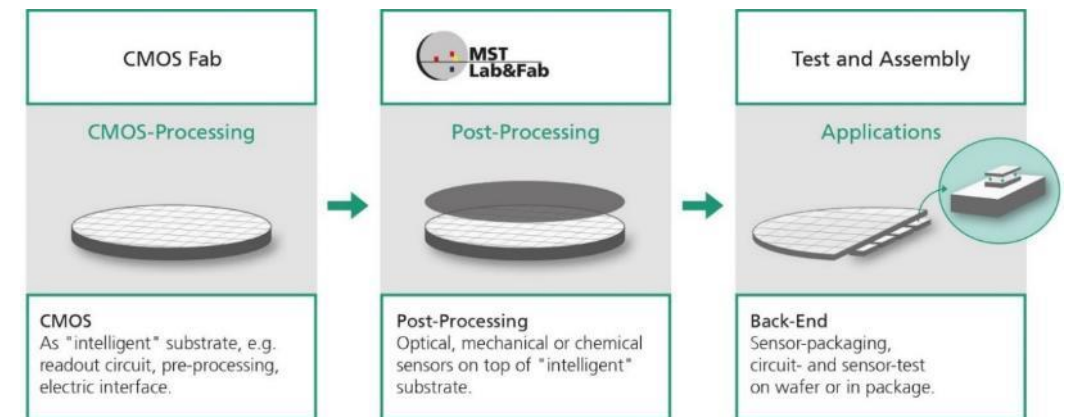 CMOS Fab
CMOS-Processing
CMOS
As "intelligent" substrate, e.g.
readout circuit, pre-processing,
electric interface.
MST
Lab&Fab
Post-Processing
Post-Processing
Optical, mechanical or chemical
sensors on top of "intelligent"
substrate.
Test and Assembly
Applications
Back-End
Sensor-packaging,
circuit- and sensor-test
on wafer or in package.